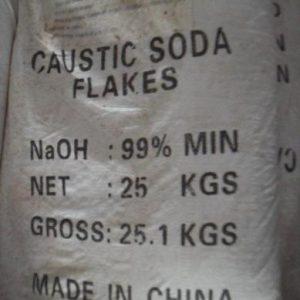 CAUSTIC SODA
FLAKES
NaOH : 99% MIN
NET : 25 KGS
GROSS: 25.1 KGS
MADE IN CHINA